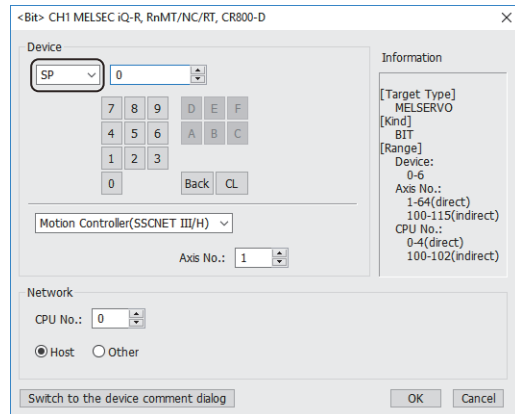 <Bit> CH1 MELSEC iQ-R, RnMT/NC/RT, CR800-D
Device
SP 0
7 8 9 D E F
4 5 6 A B C
1 2 3
0 Back CL
Motion Controller(SSCNET III/H)
Axis No.: 1
Information
[Target Type]
MELSERVO
[Kind]
BIT
[Range]
Device:
0-6
Axis No.:
1-64(direct)
100-115(indirect)
CPU No.:
0-4(direct)
100-102(indirect)
Network
CPU No.: 0
Host Other
Switch to the device comment dialog OK Cancel